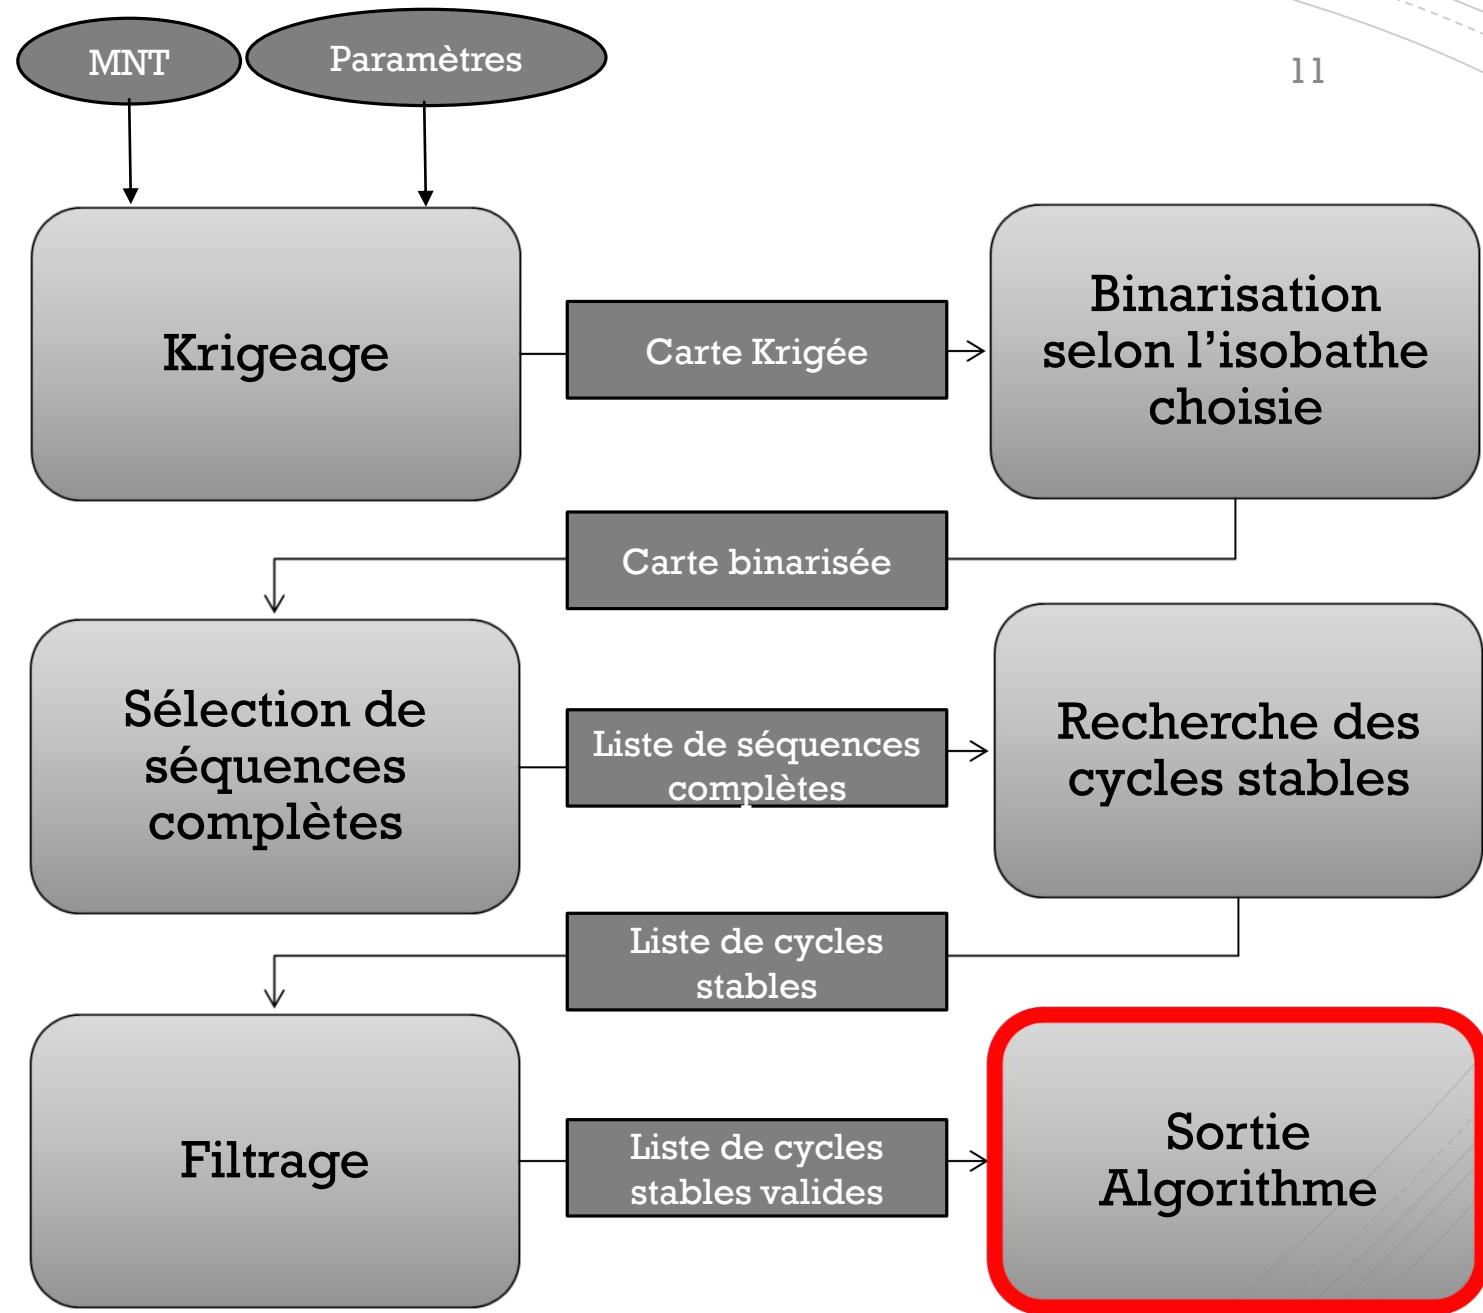 MNT
Paramètres
11
Krigeage
Carte Krigée
Binarisation
selon l’isobathe
choisie
Carte binarisée
Sélection de
séquences
complètes
Liste de séquences
complètes
Recherche des
cycles stables
Liste de cycles
stables
Filtrage
Liste de cycles
stables valides
Sortie
Algorithme